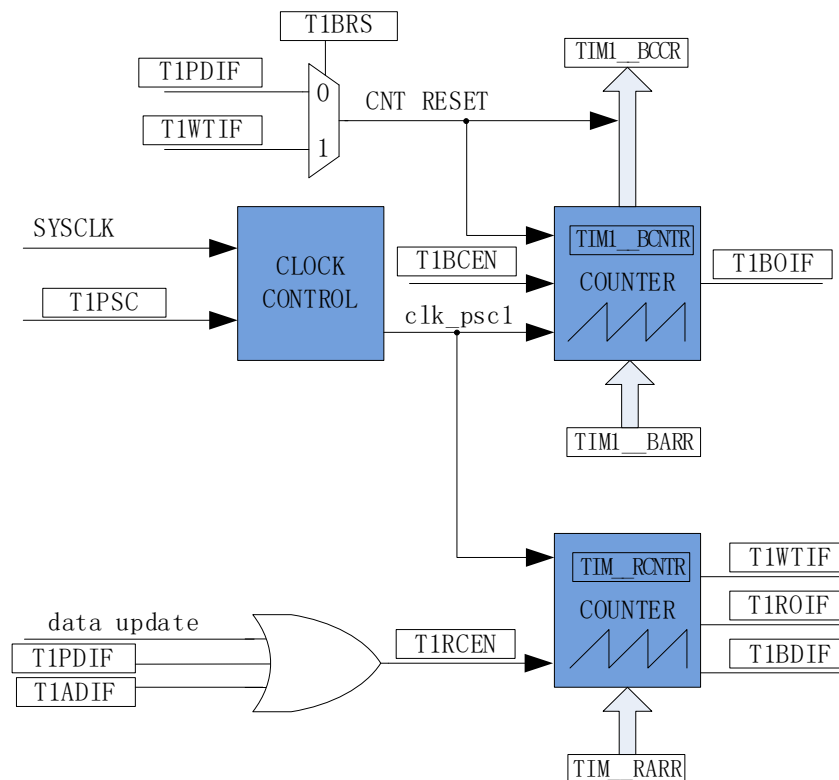 T1BRS
T1PDIF
0
TIM1__BCCR
CNT RESET
T1WTIF
1
SYSCLK
T1PSC
CLOCK
CONTROL
T1BCEN
clk_psc1
TIM1__BCNTR
COUNTER
T1BOIF
TIM1__BARR
TIM__RCNTR
COUNTER
T1WTIF
T1ROIF
T1BDIF
data update
T1PDIF
T1ADIF
T1RCEN
TIM__RARR